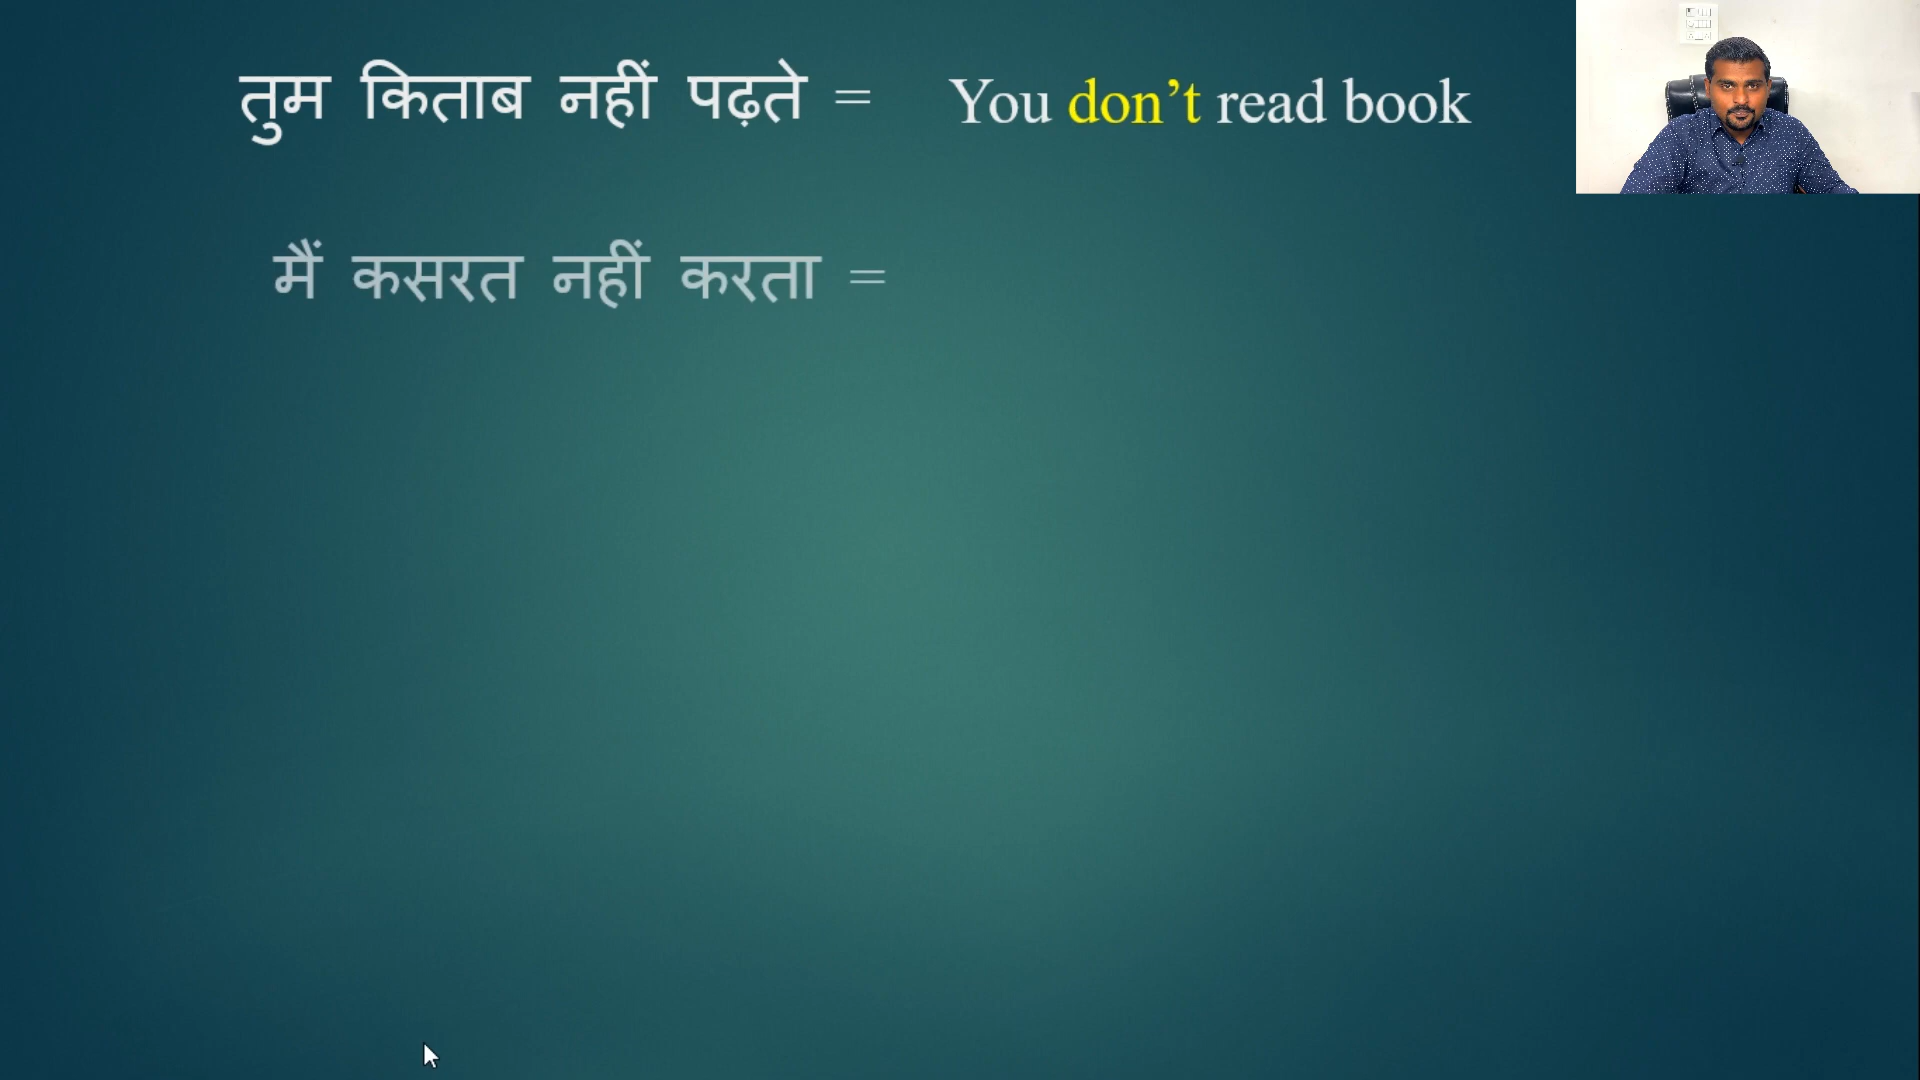 तुम किताब नहीं पढ़ते = You don’t read book
मैं कसरत नहीं करता =